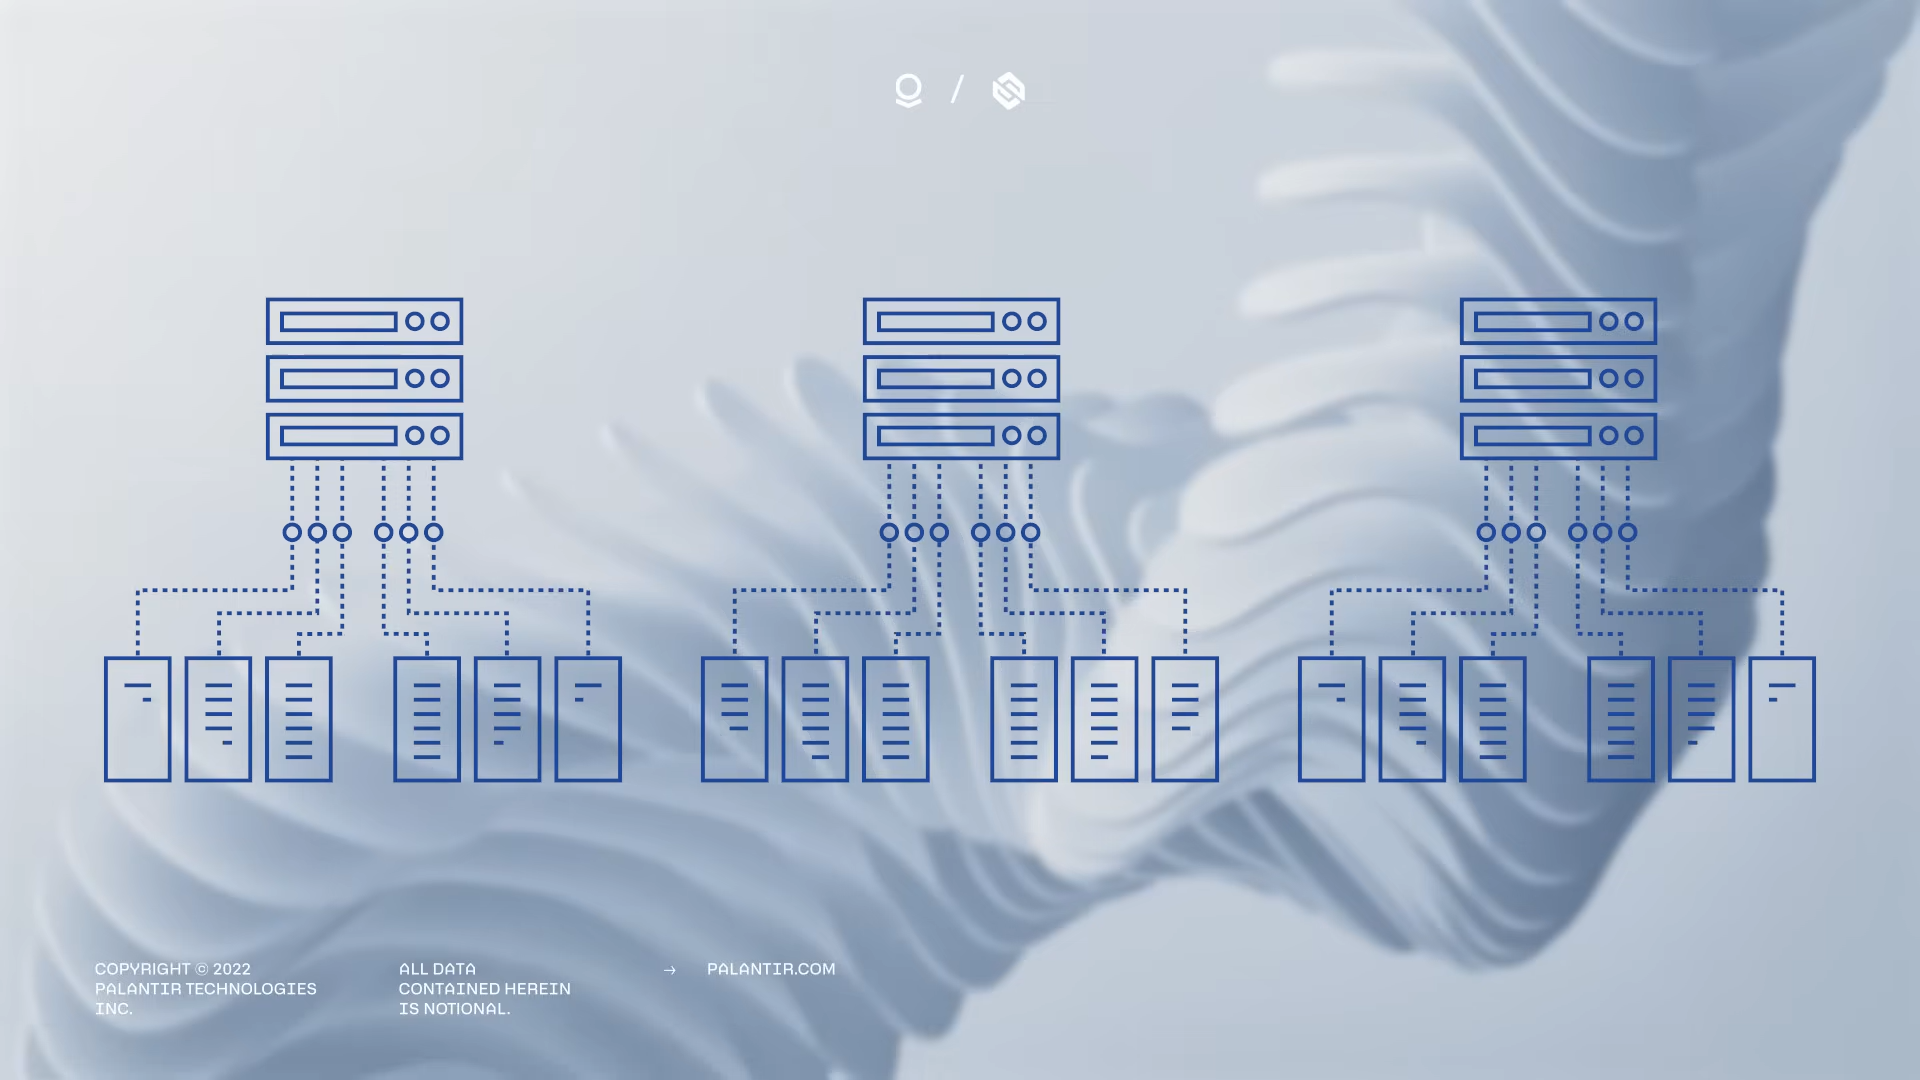 COPYRIGHT © 2022
PALANTIR TECHNOLOGIES
INC.
ALL DATA
CONTAINED HEREIN
IS NOTIONAL.
→ PALANTIR.COM